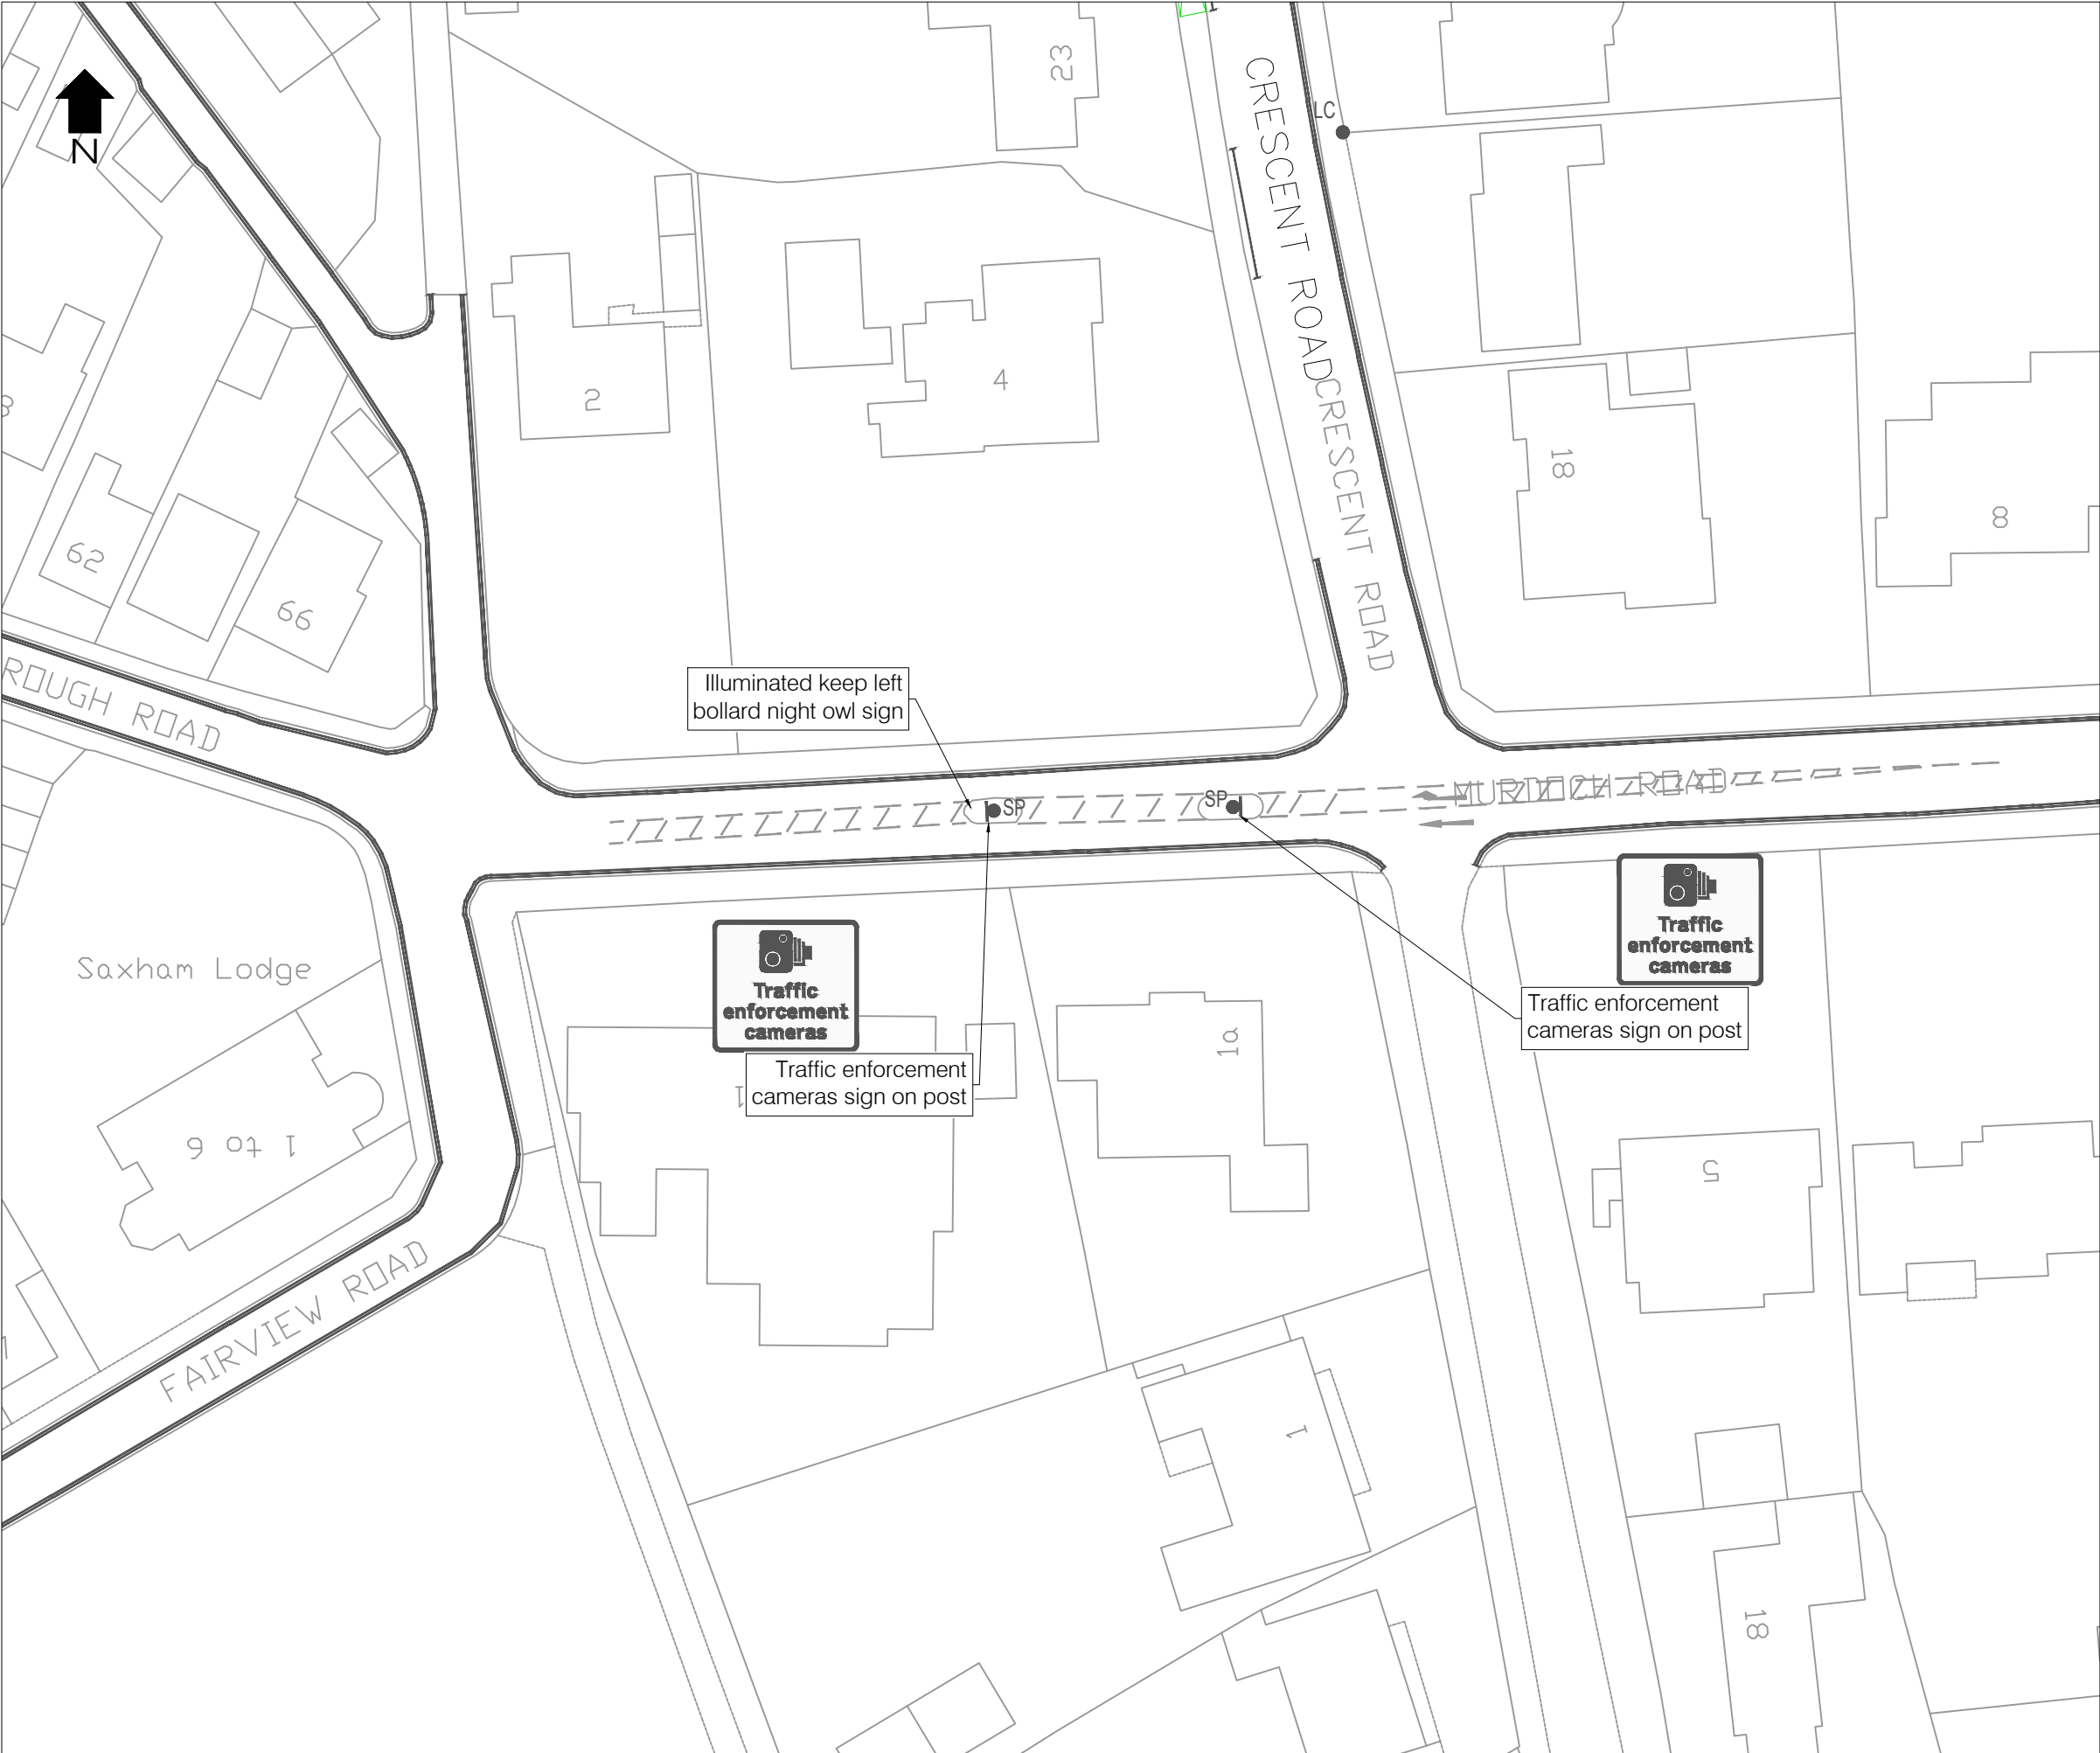 23
CRESCENT ROAD
LC
N
2
4
CRESCENT ROAD
18
8
62
66
ROUGH ROAD
Illuminated keep left
bollard night owl sign
SP
SP
MURDOCH ROAD
Saxham Lodge
Traffic
enforcement
cameras
Traffic
enforcement
cameras
Traffic enforcement
cameras sign on post
Traffic enforcement
cameras sign on post
1
1a
1 to 6
5
FAIRVIEW ROAD
1
18